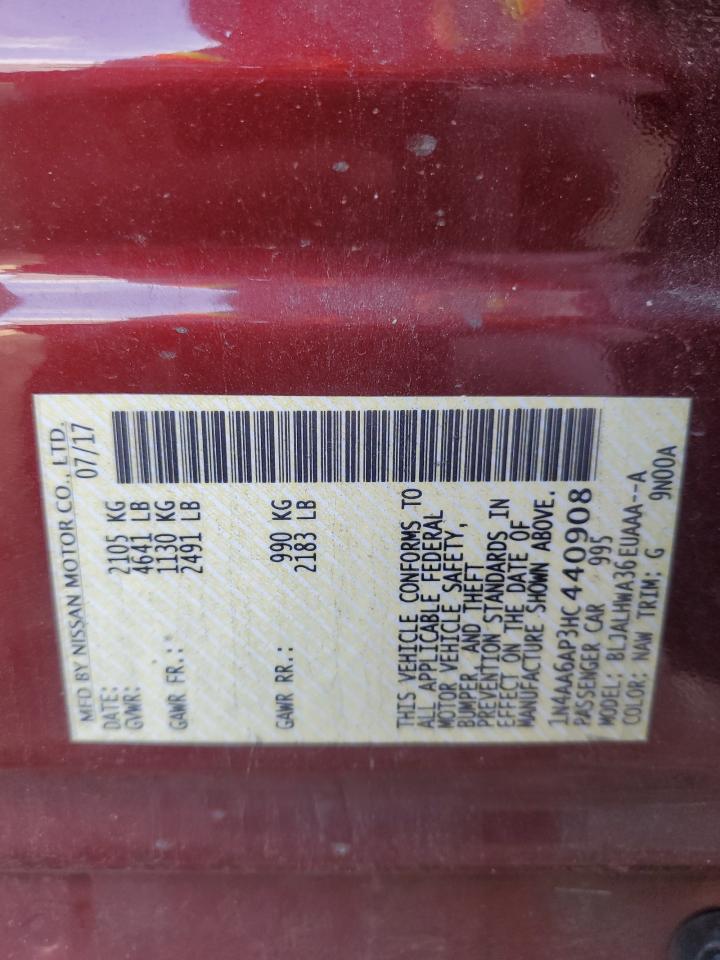 MFD BY NISSAN MOTOR CO., LTD.
DATE: 07/17
GVWR: 2105 KG
4641 LB
GAWR FR.: 1130 KG
2491 LB
GAWR RR.: 990 KG
2183 LB
THIS VEHICLE CONFORMS TO
ALL APPLICABLE FEDERAL
MOTOR VEHICLE SAFETY,
BUMPER AND THEFT
PREVENTION STANDARDS IN
EFFECT ON THE DATE OF
MANUFACTURE SHOWN ABOVE.
1N4AA6AP3HC440908
PASSENGER CAR 995
MODEL: BLJALHWA36EUAAA--A
COLOR: NAW TRIM: G 9N00A